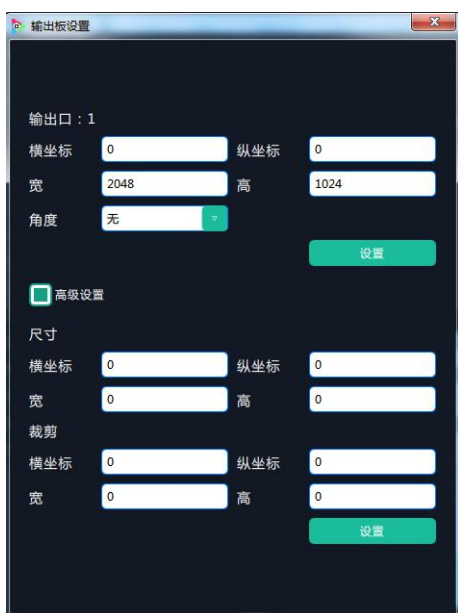 输出板设置
输出口：1
横坐标 0 纵坐标 0
宽 2048 高 1024
角度 无
设置
高级设置
尺寸
横坐标 0 纵坐标 0
宽 0 高 0
裁剪
横坐标 0 纵坐标 0
宽 0 高 0
设置